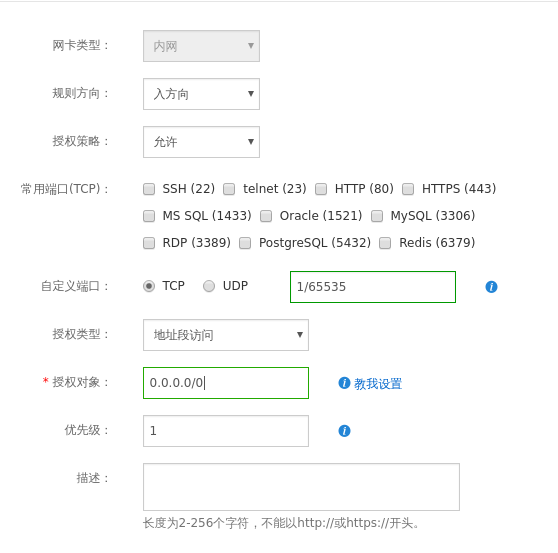 网卡类型： 内网
规则方向： 入方向
授权策略： 允许
常用端口(TCP)： SSH (22) telnet (23) HTTP (80) HTTPS (443)
MS SQL (1433) Oracle (1521) MySQL (3306)
RDP (3389) PostgreSQL (5432) Redis (6379)
自定义端口： TCP UDP 1/65535 i
授权类型： 地址段访问
* 授权对象： 0.0.0.0/0 i 教我设置
优先级： 1 i
描述：
长度为2-256个字符，不能以http://或https://开头。